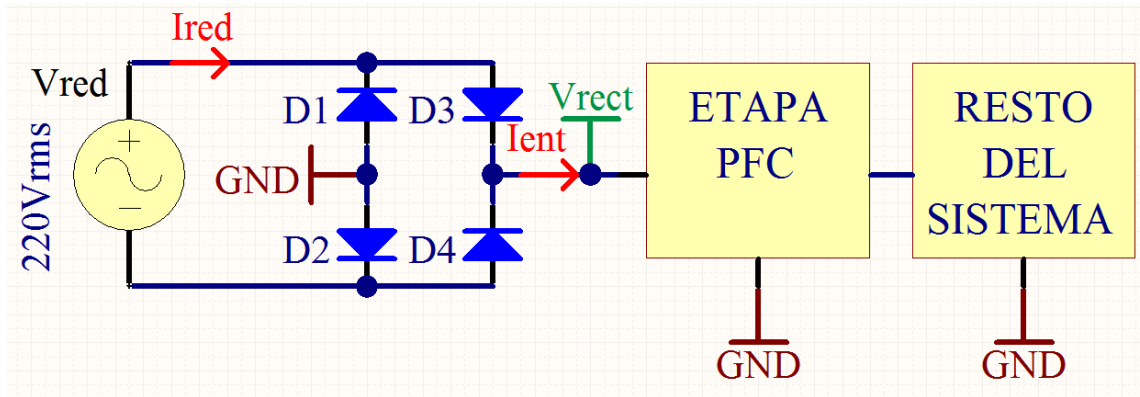 Ired
Vred
220Vrms
D1
D3
GND
D2
D4
Vrect
Ient
ETAPA
PFC
RESTO
DEL
SISTEMA
GND
GND